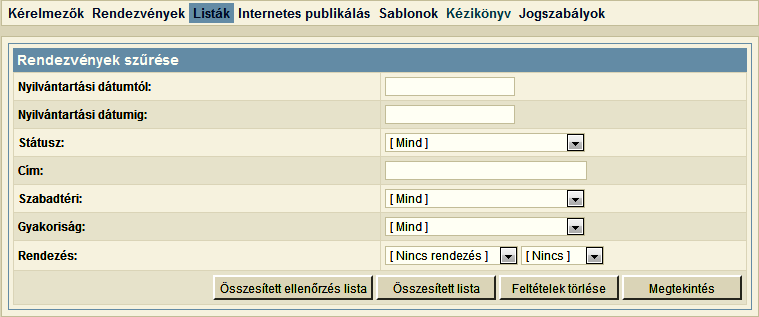 Kérelmezők Rendezvények Listák Internetes publikálás Sablonok Kézikönyv Jogszabályok
Rendezvények szűrése
Nyilvántartási dátumtól:
Nyilvántartási dátumig:
Státusz: [ Mind ]
Cím:
Szabadtéri: [ Mind ]
Gyakoriság: [ Mind ]
Rendezés: [ Nincs rendezés ] [ Nincs ]
Összesített ellenőrzés lista Összesített lista Feltételek törlése Megtekintés